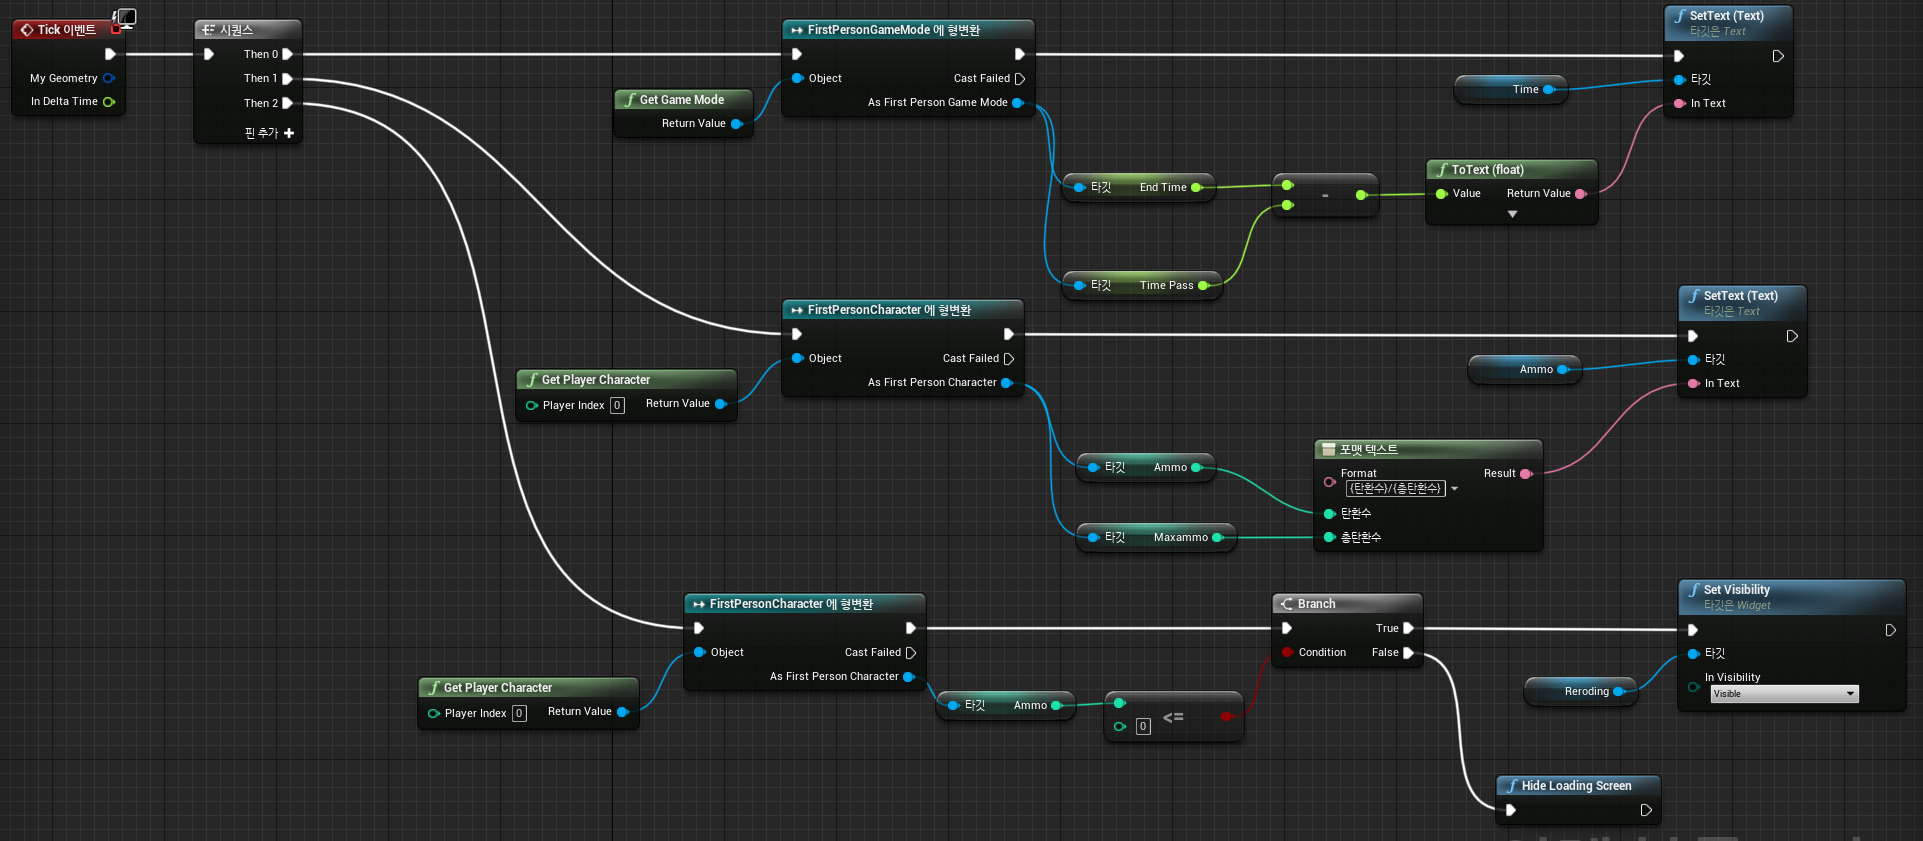 Tick 이벤트
My Geometry
In Delta Time
시퀀스
Then 0
Then 1
Then 2
핀 추가
Get Game Mode
Return Value
FirstPersonGameMode 에 형변환
Object
Cast Failed
As First Person Game Mode
타깃 End Time
타깃 Time Pass
-
ToText (float)
Value Return Value
Time
SetText (Text)
타깃은 Text
타깃
In Text
Get Player Character
Player Index 0 Return Value
FirstPersonCharacter 에 형변환
Object
Cast Failed
As First Person Character
타깃 Ammo
타깃 Maxammo
포맷 텍스트
Format
{탄환수}/{총탄환수}
Result
탄환수
총탄환수
Ammo
SetText (Text)
타깃은 Text
타깃
In Text
Get Player Character
Player Index 0 Return Value
FirstPersonCharacter 에 형변환
Object
Cast Failed
As First Person Character
타깃 Ammo
0 <=
Branch
True
Condition False
Reroding
Set Visibility
타깃은 Widget
타깃
In Visibility
Visible
Hide Loading Screen